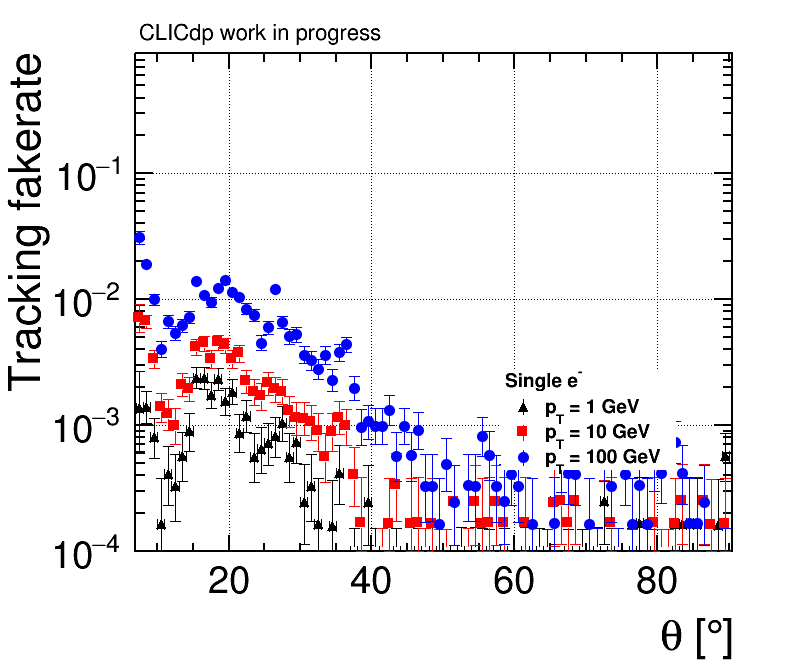 CLICdp work in progress
Tracking fakerate
10⁻¹
10⁻²
10⁻³
10⁻⁴
Single e⁻
p_T = 1 GeV
p_T = 10 GeV
p_T = 100 GeV
20 40 60 80
θ [°]